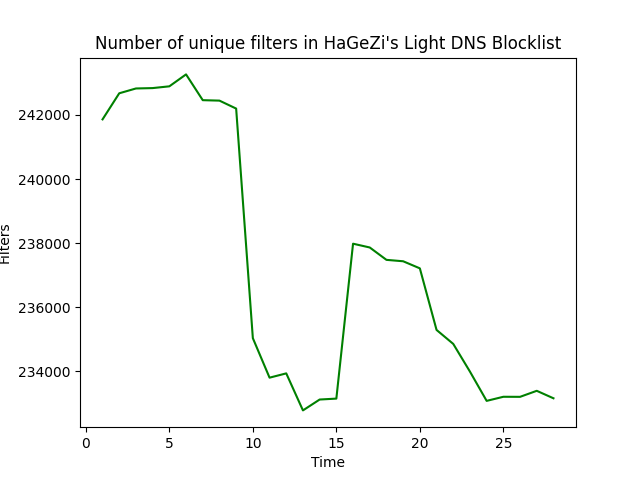 Number of unique filters in HaGeZi's Light DNS Blocklist
242000
240000
238000
236000
234000
Filters
0 5 10 15 20 25
Time